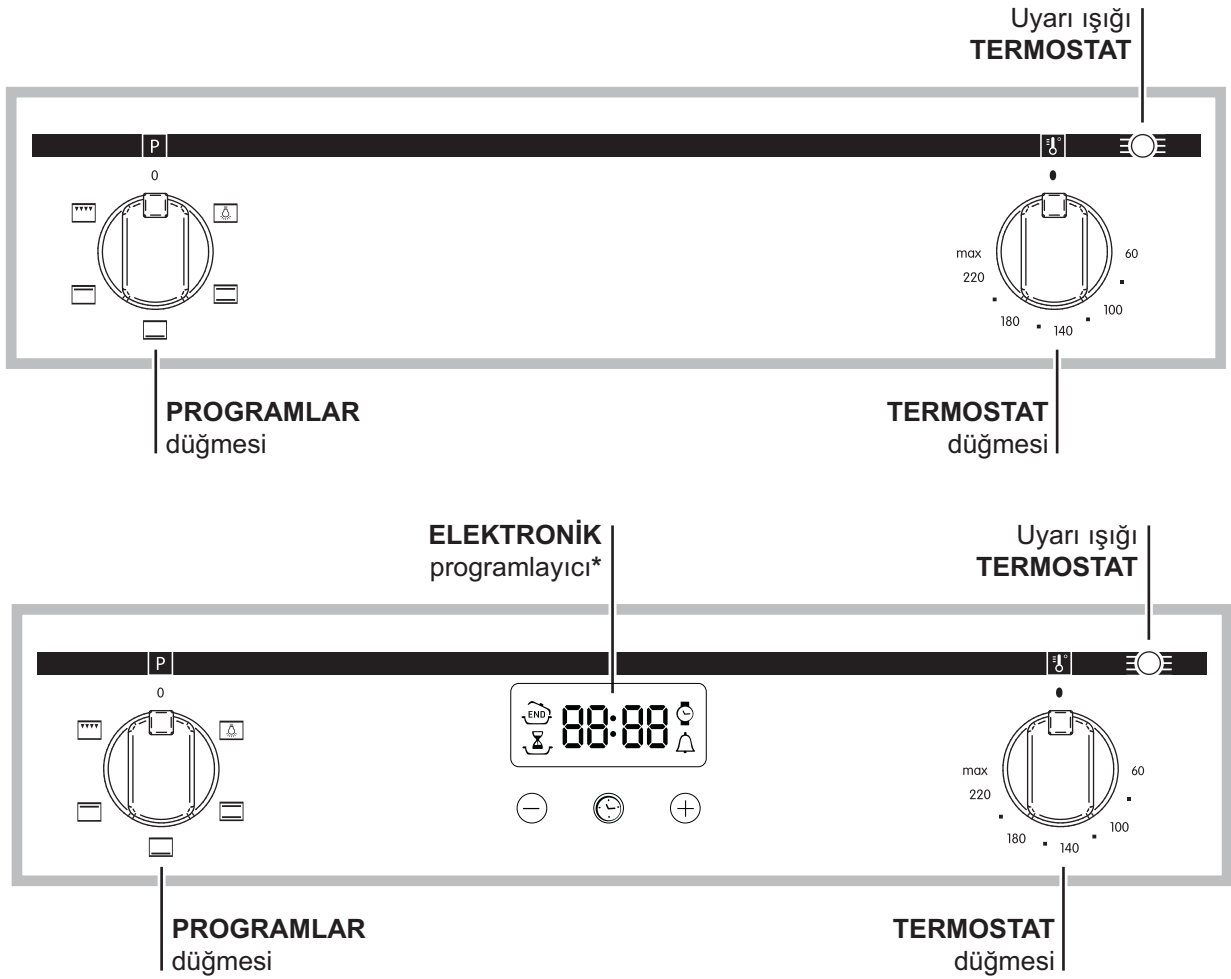 Uyarı ışığı
TERMOSTAT
P
0
max
60
220
100
180
140
PROGRAMLAR
düğmesi
TERMOSTAT
düğmesi
ELEKTRONİK
programlayıcı*
Uyarı ışığı
TERMOSTAT
P
0
END
88:88
max
60
220
100
180
140
PROGRAMLAR
düğmesi
TERMOSTAT
düğmesi